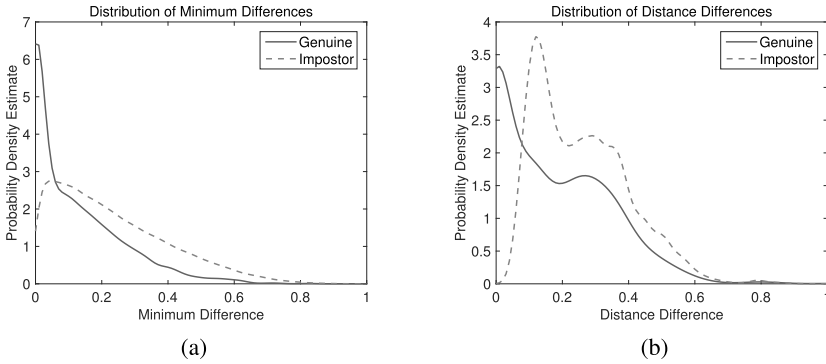 Distribution of Minimum Differences
7
6
5
4
3
2
1
0
Probability Density Estimate
Genuine
Impostor
0 0.2 0.4 0.6 0.8 1
Minimum Difference
(a)
Distribution of Distance Differences
4
3.5
3
2.5
2
1.5
1
0.5
0
Probability Density Estimate
Genuine
Impostor
0 0.2 0.4 0.6 0.8
Distance Difference
(b)